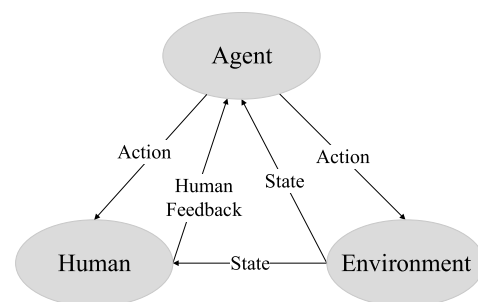 Agent
Action
Action
State
Human
Feedback
Human
State
Environment